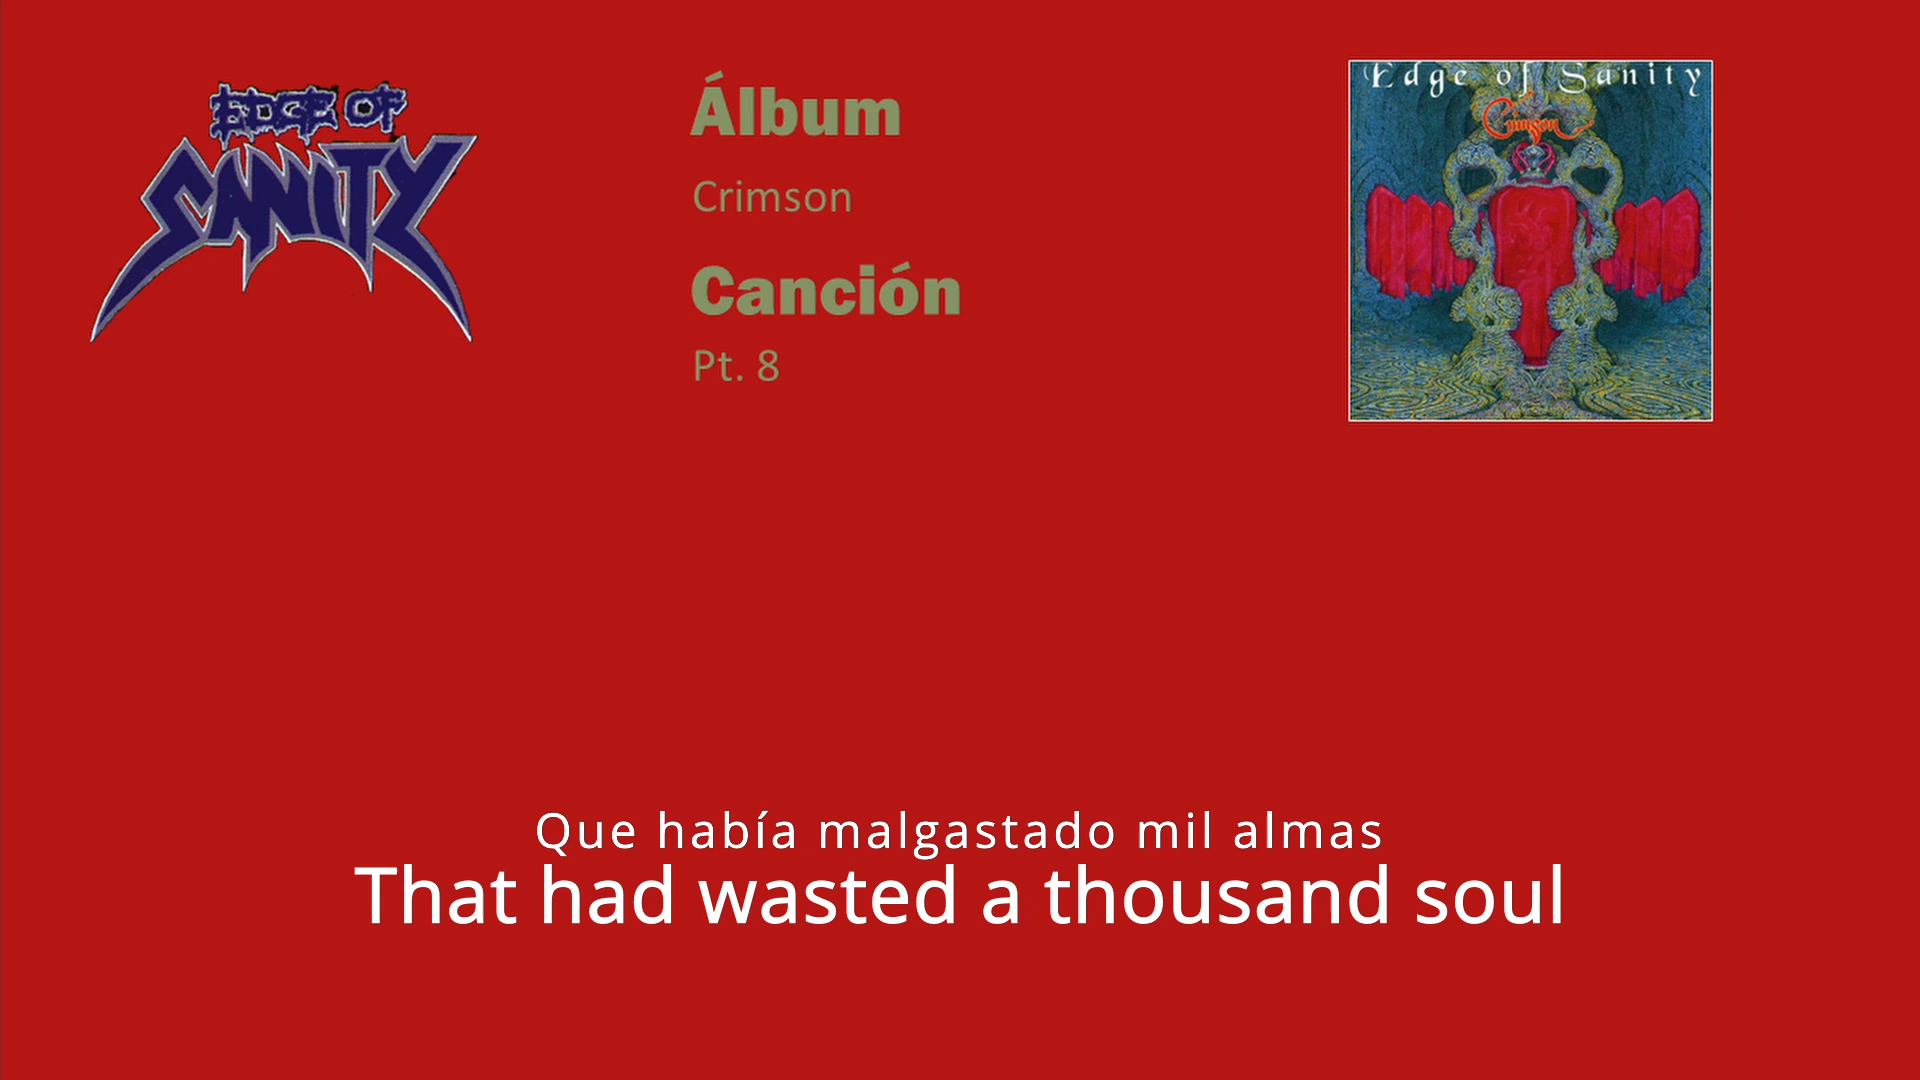 EDGE OF
SANITY
Álbum
Crimson
Canción
Pt. 8
Edge of Sanity
Crimson
Que había malgastado mil almas
That had wasted a thousand soul